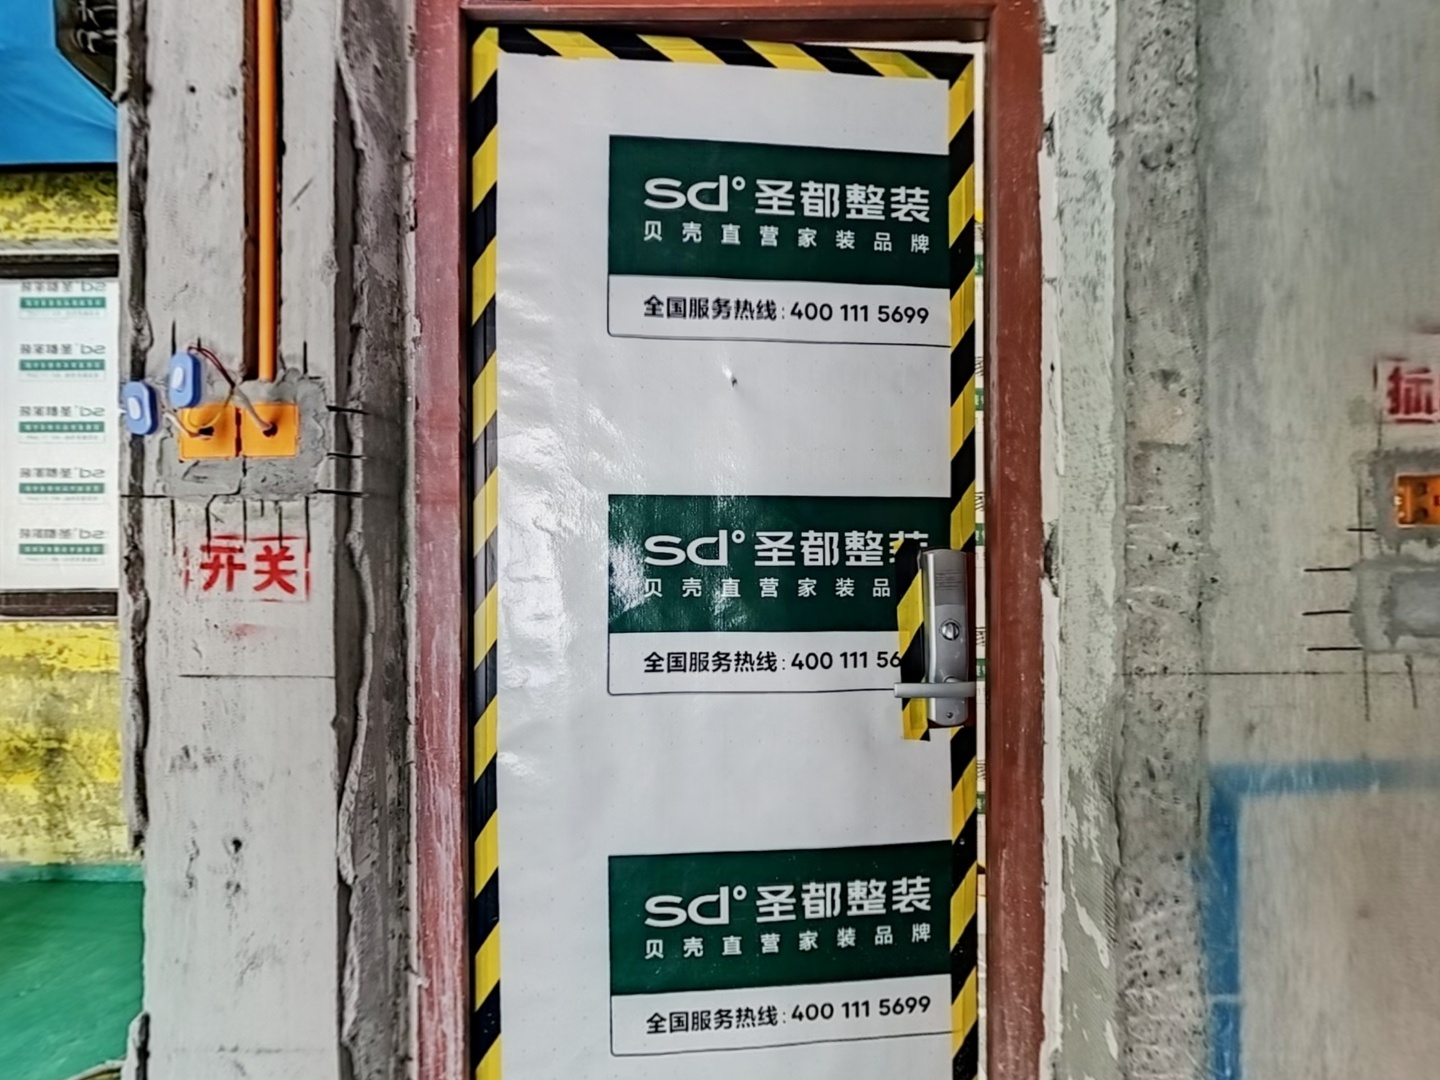 sd°圣都整装
贝壳直营家装品牌
全国服务热线:400 111 5699
sd°圣都整
贝壳直营家装品
全国服务热线:400 111 56
sd°圣都整装
贝壳直营家装品牌
全国服务热线:400 111 5699
开关